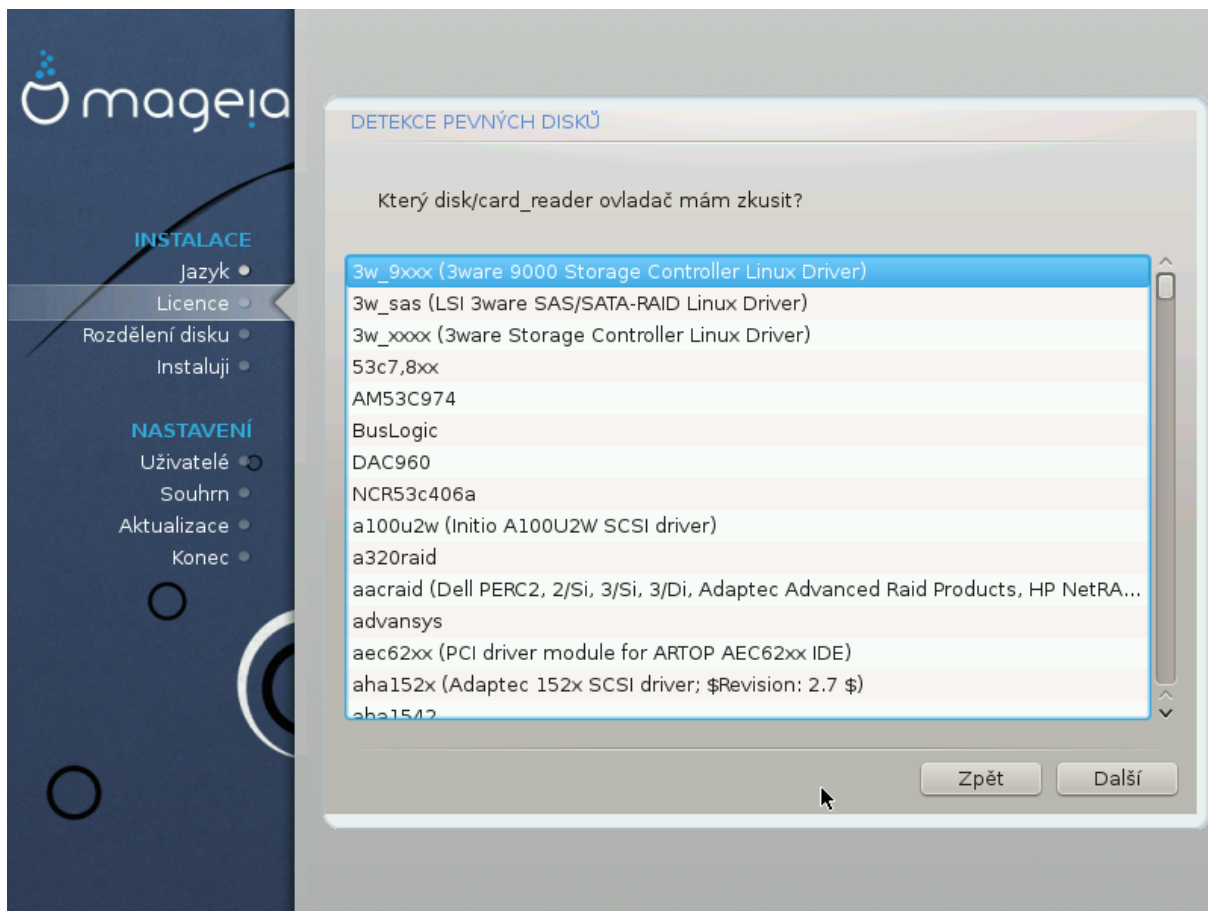 mageia
INSTALACE
Jazyk
Licence
Rozdělení disku
Instaluji
NASTAVENÍ
Uživatelé
Souhrn
Aktualizace
Konec
DETEKCE PEVNÝCH DISKŮ
Který disk/card_reader ovladač mám zkusit?
3w_9xxx (3ware 9000 Storage Controller Linux Driver)
3w_sas (LSI 3ware SAS/SATA-RAID Linux Driver)
3w_xxxx (3ware Storage Controller Linux Driver)
53c7,8xx
AM53C974
BusLogic
DAC960
NCR53c406a
a100u2w (Initio A100U2W SCSI driver)
a320raid
aacraid (Dell PERC2, 2/Si, 3/Si, 3/Di, Adaptec Advanced Raid Products, HP NetRA...
advansys
aec62xx (PCI driver module for ARTOP AEC62xx IDE)
aha152x (Adaptec 152x SCSI driver; $Revision: 2.7 $)
aha1542
Zpět
Další